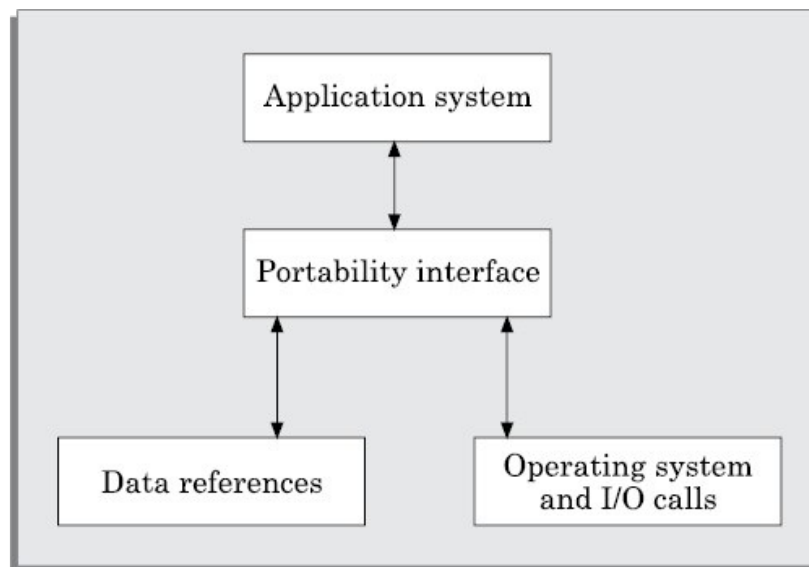 Application system
Portability interface
Data references
Operating system
and I/O calls